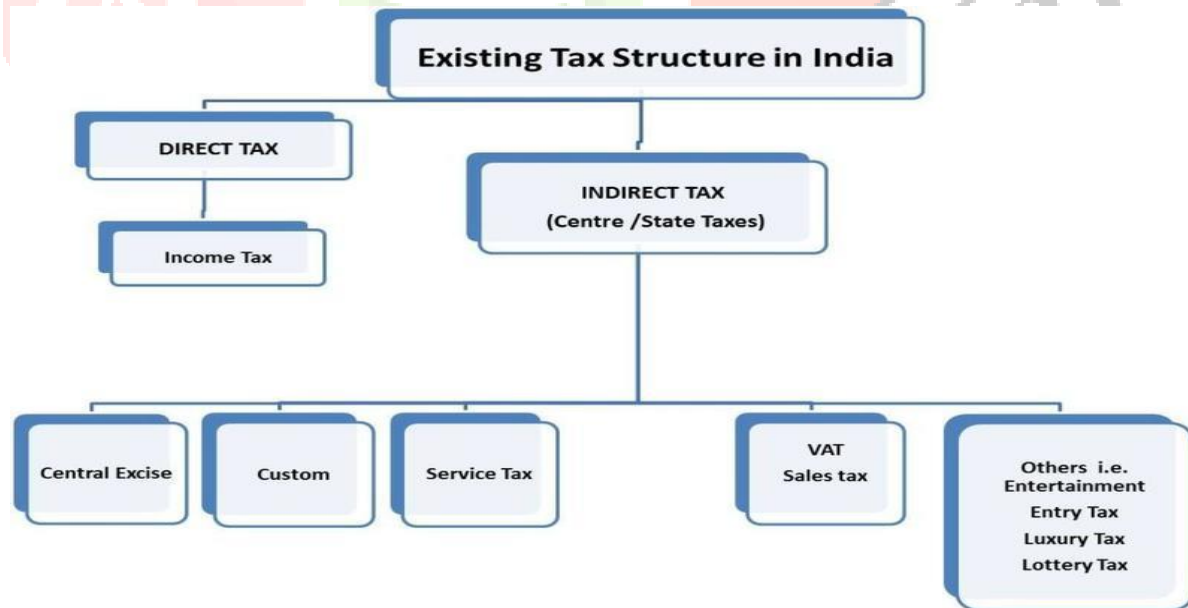 Existing Tax Structure in India
DIRECT TAX
Income Tax
INDIRECT TAX
(Centre /State Taxes)
Central Excise
Custom
Service Tax
VAT
Sales tax
Others i.e.
Entertainment
Entry Tax
Luxury Tax
Lottery Tax